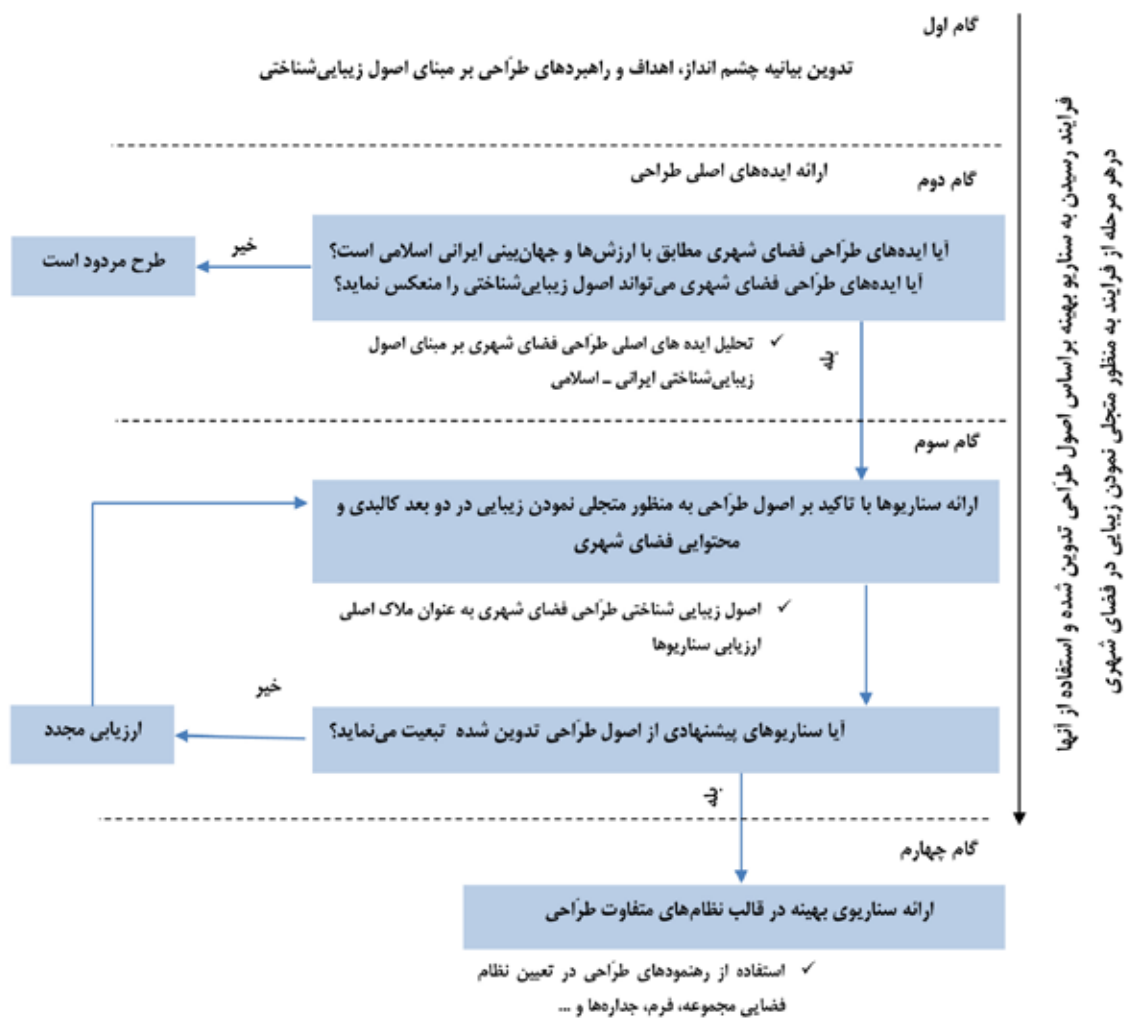 گام اول
تدوین بیانیه چشم انداز، اهداف و راهبردهای طرّاحی بر مبنای اصول زیبایی‌شناختی
گام دوم
ارائه ایده‌های اصلی طراحی
آیا ایده‌های طرّاحی فضای شهری مطابق با ارزش‌ها و جهان‌بینی ایرانی اسلامی است؟
آیا ایده‌های طرّاحی فضای شهری می‌تواند اصول زیبایی‌شناختی را منعکس نماید؟
خیر
طرح مردود است
بله
✓ تحلیل ایده های اصلی طرّاحی فضای شهری بر مبنای اصول
زیبایی‌شناختی ایرانی ـ اسلامی
گام سوم
ارائه سناریوها با تاکید بر اصول طرّاحی به منظور متجلی نمودن زیبایی در دو بعد کالبدی و
محتوایی فضای شهری
✓ اصول زیبایی شناختی طرّاحی فضای شهری به عنوان ملاک اصلی
ارزیابی سناریوها
آیا سناریوهای پیشنهادی از اصول طرّاحی تدوین شده تبعیت می‌نماید؟
خیر
ارزیابی مجدد
بله
گام چهارم
ارائه سناریوی بهینه در قالب نظام‌های متفاوت طرّاحی
✓ استفاده از رهنمودهای طرّاحی در تعیین نظام
فضایی مجموعه، فرم، جداره‌ها و ...
فرایند رسیدن به سناریو بهینه براساس اصول طرّاحی تدوین شده و استفاده از آنها
درهر مرحله از فرایند به منظور متجلی نمودن زیبایی در فضای شهری